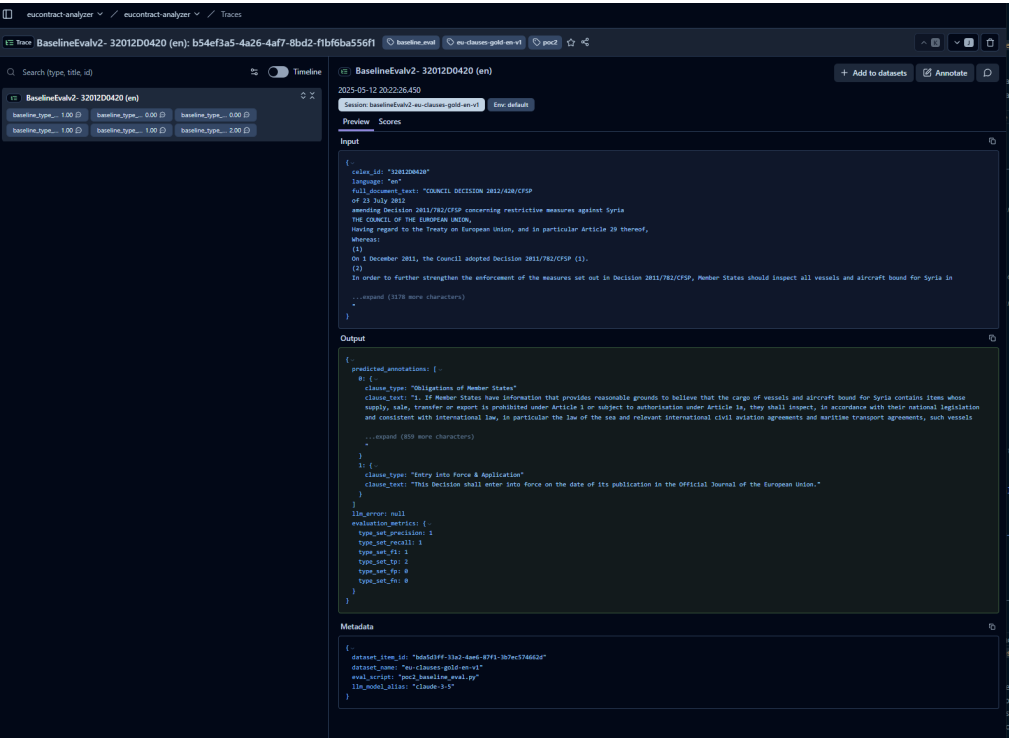 eucontract-analyzer / eucontract-analyzer / Traces
Trace BaselineEvalv2- 32012D0420 (en): b54ef3a5-4a26-4af7-8bd2-f1bf6ba556f1 baseline_eval eu-clauses-gold-en-v1 poc2 K J
Search (type, title, id) Timeline
BaselineEvalv2- 32012D0420 (en)
baseline_type_... 1.00 baseline_type_... 0.00 baseline_type_... 0.00
baseline_type_... 1.00 baseline_type_... 1.00 baseline_type_... 2.00
BaselineEvalv2- 32012D0420 (en) + Add to datasets Annotate
2025-05-12 20:22:26.450
Session: baselineEvalv2-eu-clauses-gold-en-v1 Env: default
Preview Scores
Input
{
celex_id: "32012D0420"
language: "en"
full_document_text: "COUNCIL DECISION 2012/420/CFSP
of 23 July 2012
amending Decision 2011/782/CFSP concerning restrictive measures against Syria
THE COUNCIL OF THE EUROPEAN UNION,
Having regard to the Treaty on European Union, and in particular Article 29 thereof,
Whereas:
(1)
On 1 December 2011, the Council adopted Decision 2011/782/CFSP (1).
(2)
In order to further strengthen the enforcement of the measures set out in Decision 2011/782/CFSP, Member States should inspect all vessels and aircraft bound for Syria in
...expand (3178 more characters)
"
}
Output
{
predicted_annotations: [
0: {
clause_type: "Obligations of Member States"
clause_text: "1. If Member States have information that provides reasonable grounds to believe that the cargo of vessels and aircraft bound for Syria contains items whose
supply, sale, transfer or export is prohibited under Article 1 or subject to authorisation under Article 1a, they shall inspect, in accordance with their national legislation
and consistent with international law, in particular the law of the sea and relevant international civil aviation agreements and maritime transport agreements, such vessels
...expand (859 more characters)
"
}
1: {
clause_type: "Entry into Force & Application"
clause_text: "This Decision shall enter into force on the date of its publication in the Official Journal of the European Union."
}
]
llm_error: null
evaluation_metrics: {
type_set_precision: 1
type_set_recall: 1
type_set_f1: 1
type_set_tp: 2
type_set_fp: 0
type_set_fn: 0
}
}
Metadata
{
dataset_item_id: "bda5d3ff-33a2-4ae6-87f1-3b7ec574662d"
dataset_name: "eu-clauses-gold-en-v1"
eval_script: "poc2_baseline_eval.py"
llm_model_alias: "claude-3-5"
}